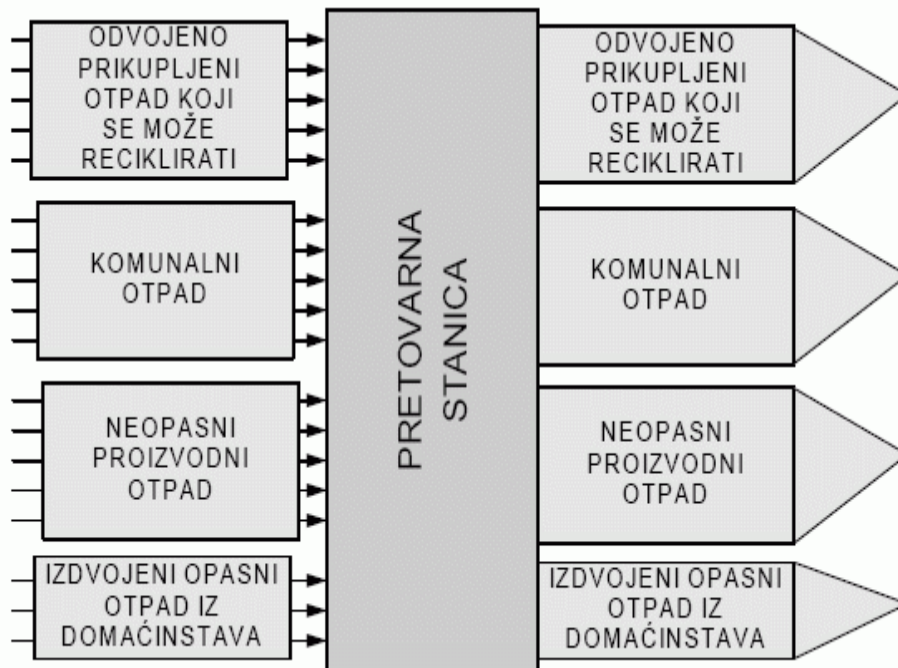 ODVOJENO
PRIKUPLJENI
OTPAD KOJI
SE MOŽE
RECIKLIRATI
KOMUNALNI
OTPAD
NEOPASNI
PROIZVODNI
OTPAD
IZDVOJENI OPASNI
OTPAD IZ
DOMAĆINSTAVA
PRETOVARNA
STANICA
ODVOJENO
PRIKUPLJENI
OTPAD KOJI
SE MOŽE
RECIKLIRATI
KOMUNALNI
OTPAD
NEOPASNI
PROIZVODNI
OTPAD
IZDVOJENI OPASNI
OTPAD IZ
DOMAĆINSTAVA